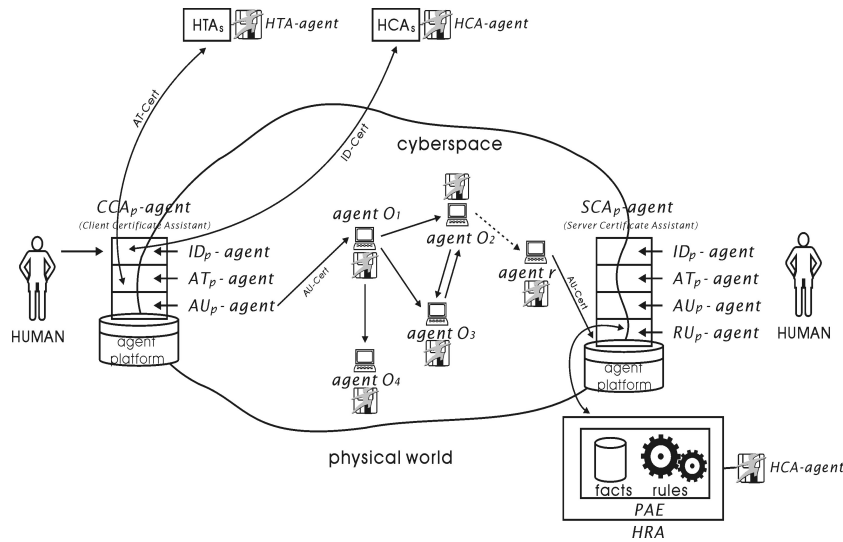 HTAs HTA-agent
HCAs HCA-agent
AT-Cert
ID-Cert
cyberspace
CCAp-agent
(Client Certificate Assistant)
SCAp-agent
(Server Certificate Assistant)
agent O1
agent O2
agent r
agent O3
agent O4
AU-Cert
AU-Cert
IDp - agent
ATp - agent
AUp - agent
HUMAN
agent
platform
IDp - agent
ATp - agent
AUp - agent
RUp - agent
HUMAN
agent
platform
physical world
facts rules
PAE
HRA
HCA-agent